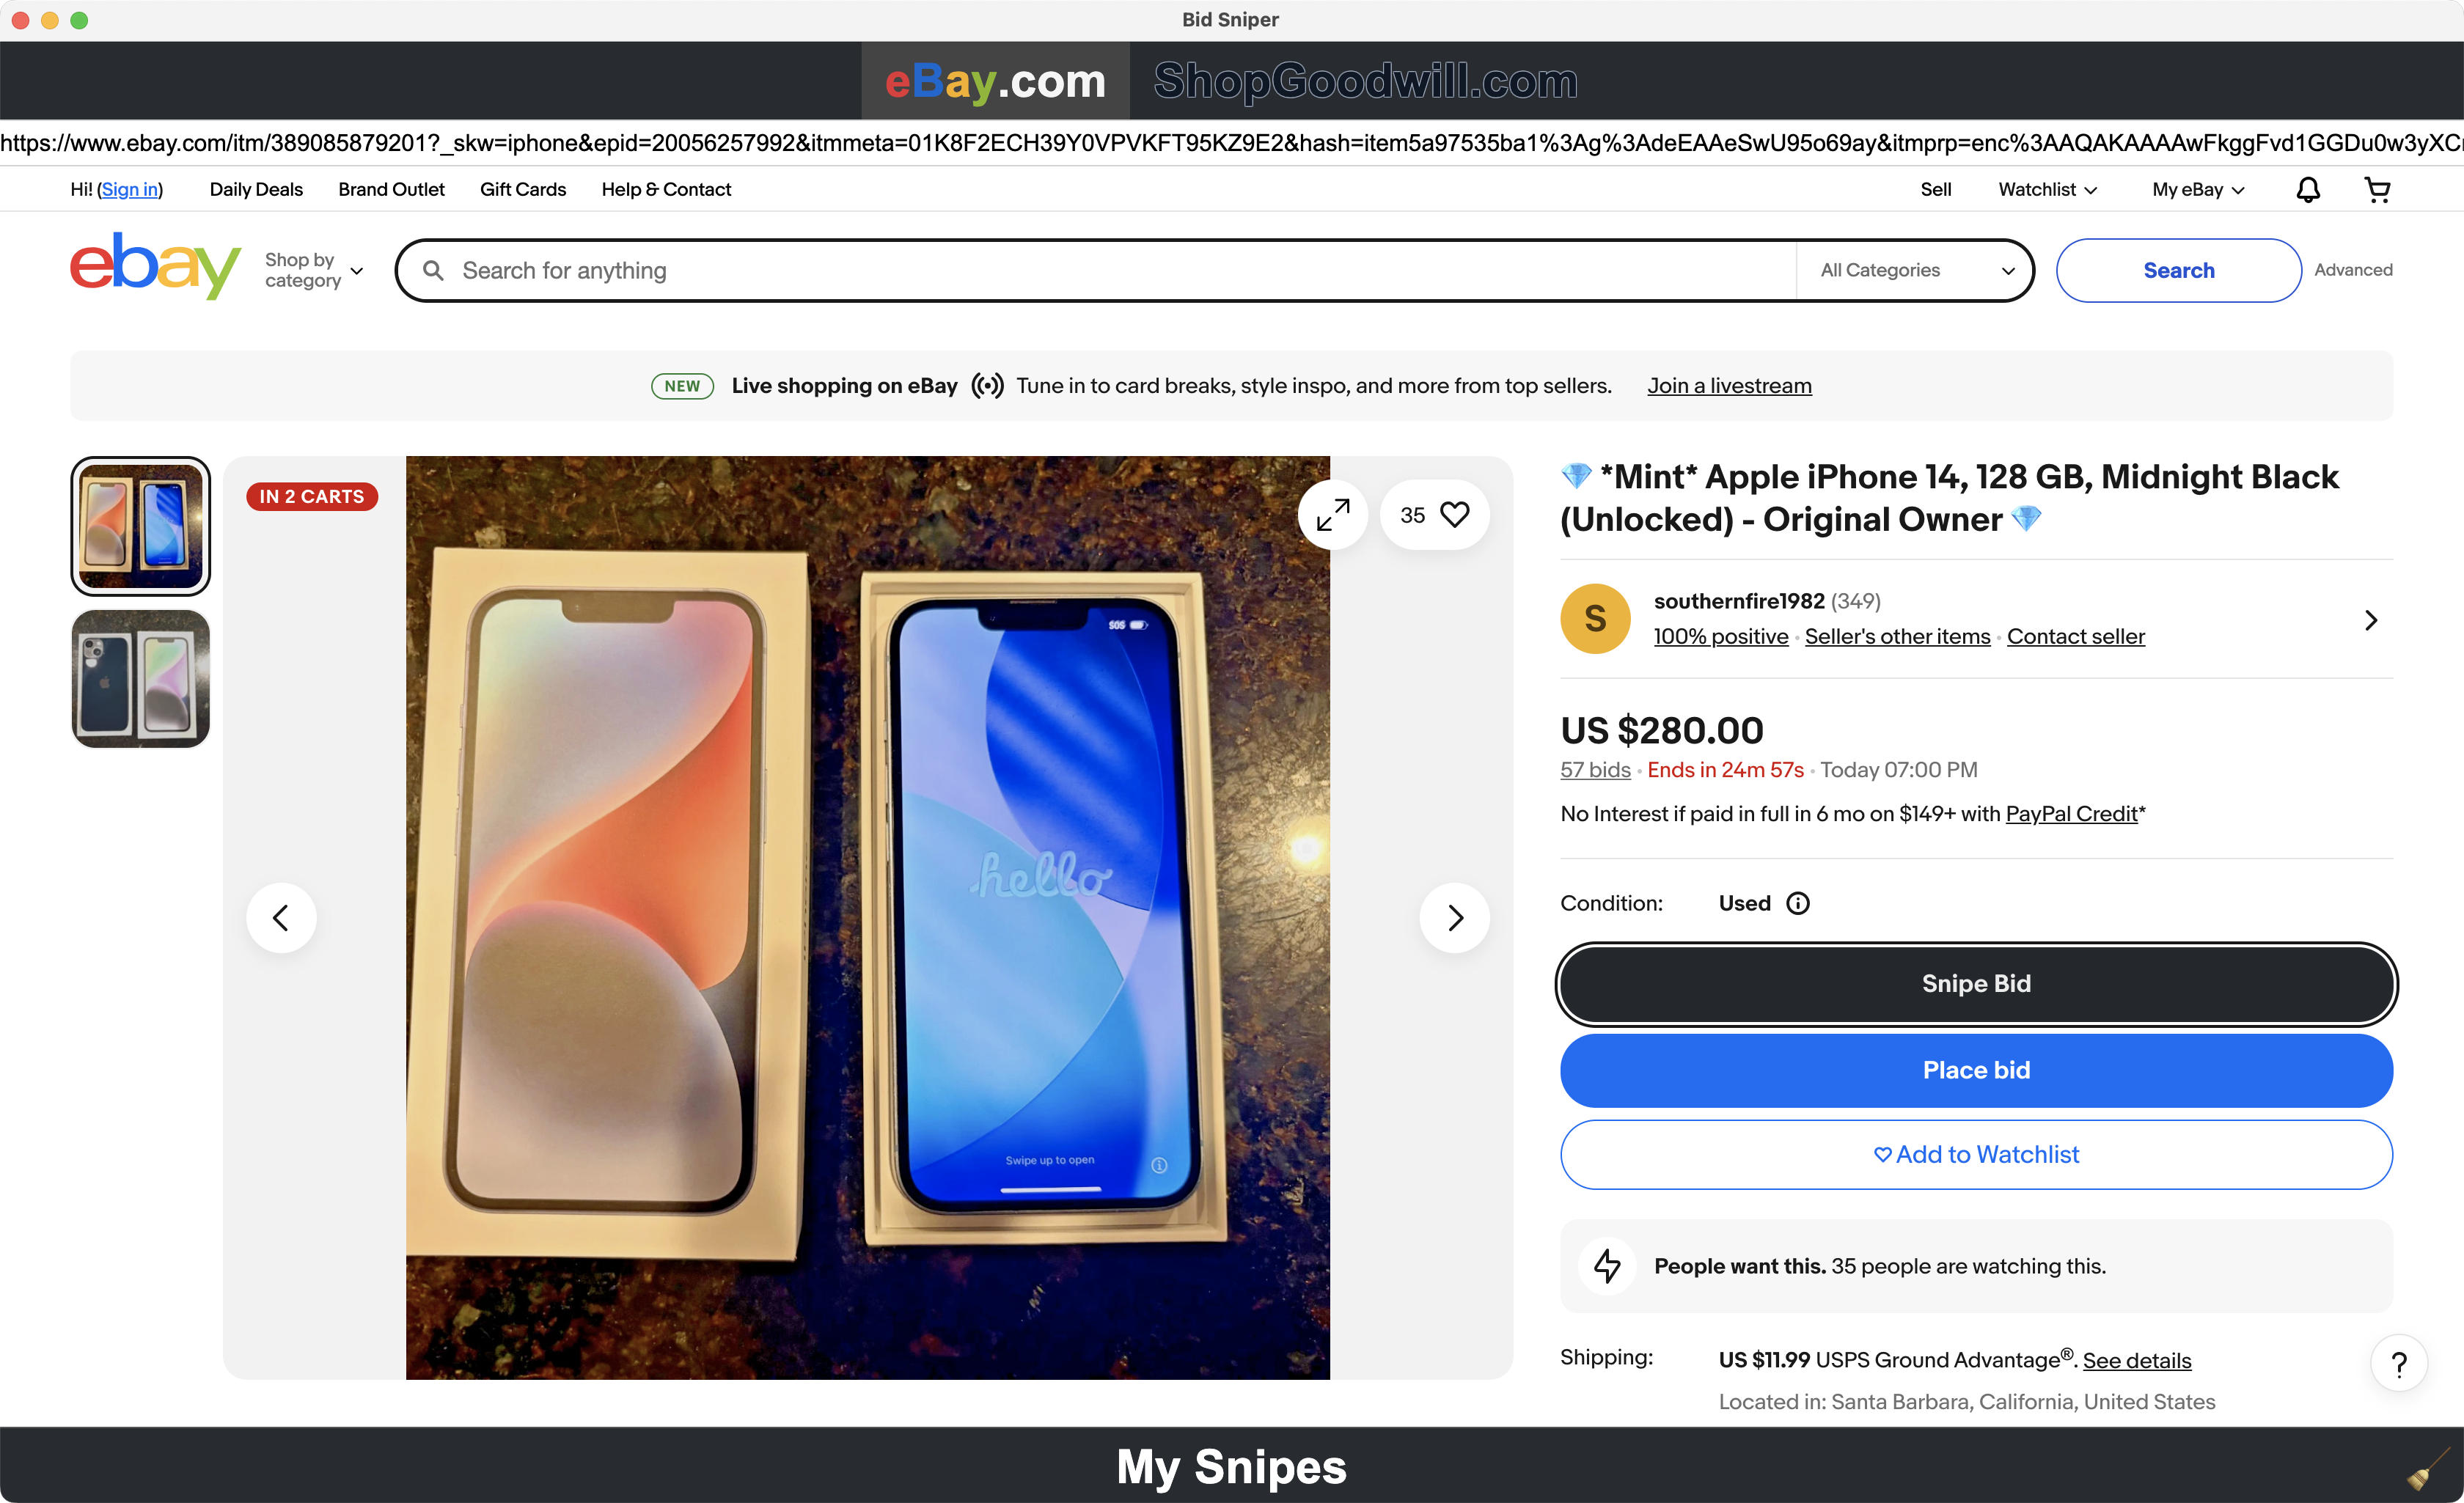 Bid Sniper
eBay.com ShopGoodwill.com
https://www.ebay.com/itm/389085879201?_skw=iphone&epid=20056257992&itmmeta=01K8F2ECH39Y0VPVKFT95KZ9E2&hash=item5a97535ba1%3Ag%3AdeEAAeSwU95o69ay&itmprp=enc%3AAQAKAAAAwFkggFvd1GGDu0w3yXC
Hi! (Sign in) Daily Deals Brand Outlet Gift Cards Help & Contact Sell Watchlist My eBay
ebay Shop by category Search for anything All Categories Search Advanced
NEW Live shopping on eBay Tune in to card breaks, style inspo, and more from top sellers. Join a livestream
IN 2 CARTS
35
SOS
hello
Swipe up to open
💎 *Mint* Apple iPhone 14, 128 GB, Midnight Black
(Unlocked) - Original Owner 💎
S
southernfire1982 (349)
100% positive · Seller's other items · Contact seller
US $280.00
57 bids · Ends in 24m 57s · Today 07:00 PM
No Interest if paid in full in 6 mo on $149+ with PayPal Credit*
Condition: Used
Snipe Bid
Place bid
Add to Watchlist
People want this. 35 people are watching this.
Shipping: US $11.99 USPS Ground Advantage®. See details
Located in: Santa Barbara, California, United States
?
My Snipes